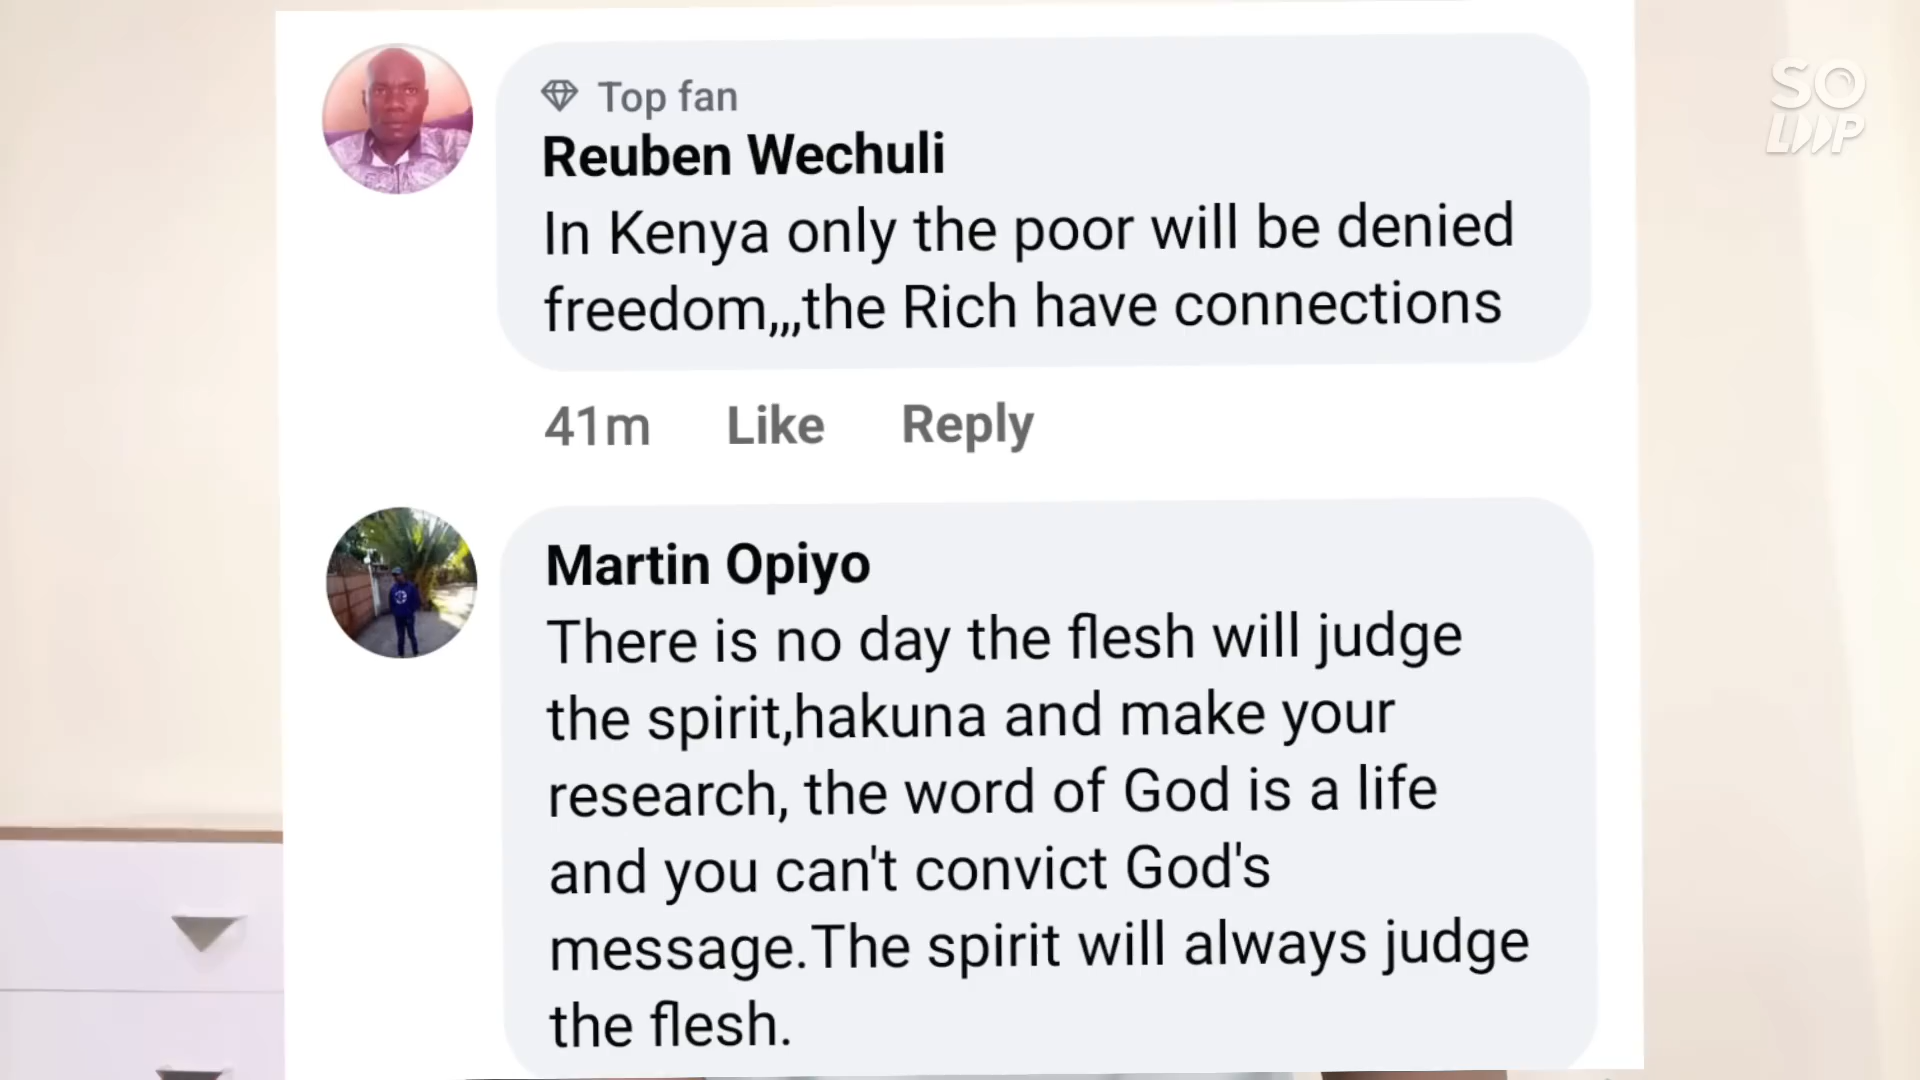 Top fan
Reuben Wechuli
In Kenya only the poor will be denied
freedom,,,the Rich have connections
41m Like Reply
Martin Opiyo
There is no day the flesh will judge
the spirit,hakuna and make your
research, the word of God is a life
and you can't convict God's
message.The spirit will always judge
the flesh.
SO
LOOP